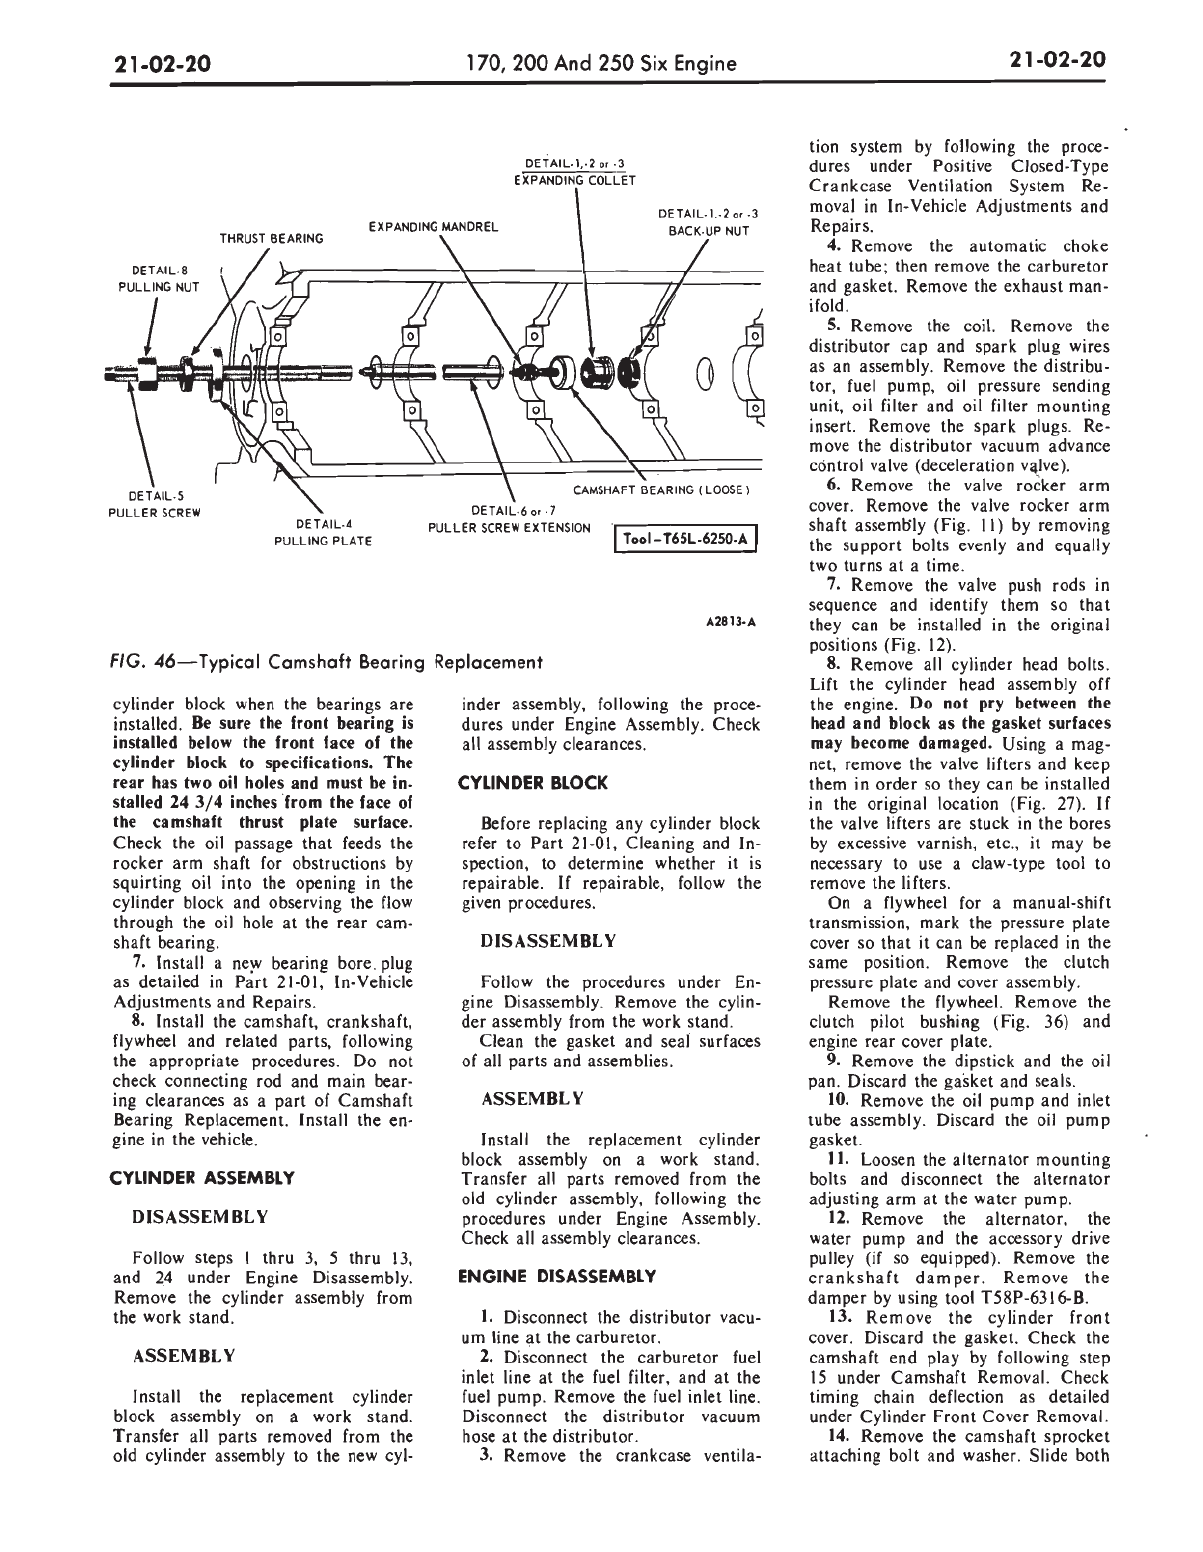 21-02-20
170, 200 And 250 Six Engine
21-02-20
DETAIL-1,-2 or -3
EXPANDING COLLET
DETAIL-1.-2 or -3
BACK-UP NUT
EXPANDING MANDREL
THRUST BEARING
DETAIL-8
PULLING NUT
DETAIL-5
PULLER SCREW
DETAIL-4
PULLING PLATE
DETAIL-6 or -7
PULLER SCREW EXTENSION
CAMSHAFT BEARING (LOOSE)
Tool-T65L-6250-A
A2813-A
FIG. 46—Typical Camshaft Bearing Replacement
cylinder block when the bearings are
installed. Be sure the front bearing is
installed below the front face of the
cylinder block to specifications. The
rear has two oil holes and must be in-
stalled 24 3/4 inches from the face of
the camshaft thrust plate surface.
Check the oil passage that feeds the
rocker arm shaft for obstructions by
squirting oil into the opening in the
cylinder block and observing the flow
through the oil hole at the rear cam-
shaft bearing.
7. Install a new bearing bore plug
as detailed in Part 21-01, In-Vehicle
Adjustments and Repairs.
8. Install the camshaft, crankshaft,
flywheel and related parts, following
the appropriate procedures. Do not
check connecting rod and main bear-
ing clearances as a part of Camshaft
Bearing Replacement. Install the en-
gine in the vehicle.
CYLINDER ASSEMBLY
DISASSEMBLY
Follow steps 1 thru 3, 5 thru 13,
and 24 under Engine Disassembly.
Remove the cylinder assembly from
the work stand.
ASSEMBLY
Install the replacement cylinder
block assembly on a work stand.
Transfer all parts removed from the
old cylinder assembly to the new cyl-
inder assembly, following the proce-
dures under Engine Assembly. Check
all assembly clearances.
CYLINDER BLOCK
Before replacing any cylinder block
refer to Part 21-01, Cleaning and In-
spection, to determine whether it is
repairable. If repairable, follow the
given procedures.
DISASSEMBLY
Follow the procedures under En-
gine Disassembly. Remove the cylin-
der assembly from the work stand.
Clean the gasket and seal surfaces
of all parts and assemblies.
ASSEMBLY
Install the replacement cylinder
block assembly on a work stand.
Transfer all parts removed from the
old cylinder assembly, following the
procedures under Engine Assembly.
Check all assembly clearances.
ENGINE DISASSEMBLY
1. Disconnect the distributor vacu-
um line at the carburetor.
2. Disconnect the carburetor fuel
inlet line at the fuel filter, and at the
fuel pump. Remove the fuel inlet line.
Disconnect the distributor vacuum
hose at the distributor.
3. Remove the crankcase ventila-
tion system by following the proce-
dures under Positive Closed-Type
Crankcase Ventilation System Re-
moval in In-Vehicle Adjustments and
Repairs.
4. Remove the automatic choke
heat tube; then remove the carburetor
and gasket. Remove the exhaust man-
ifold.
5. Remove the coil. Remove the
distributor cap and spark plug wires
as an assembly. Remove the distribu-
tor, fuel pump, oil pressure sending
unit, oil filter and oil filter mounting
insert. Remove the spark plugs. Re-
move the distributor vacuum advance
control valve (deceleration valve).
6. Remove the valve rocker arm
cover. Remove the valve rocker arm
shaft assembly (Fig. 11) by removing
the support bolts evenly and equally
two turns at a time.
7. Remove the valve push rods in
sequence and identify them so that
they can be installed in the original
positions (Fig. 12).
8. Remove all cylinder head bolts.
Lift the cylinder head assembly off
the engine. Do not pry between the
head and block as the gasket surfaces
may become damaged. Using a mag-
net, remove the valve lifters and keep
them in order so they can be installed
in the original location (Fig. 27). If
the valve lifters are stuck in the bores
by excessive varnish, etc., it may be
necessary to use a claw-type tool to
remove the lifters.
On a flywheel for a manual-shift
transmission, mark the pressure plate
cover so that it can be replaced in the
same position. Remove the clutch
pressure plate and cover assembly.
Remove the flywheel. Remove the
clutch pilot bushing (Fig. 36) and
engine rear cover plate.
9. Remove the dipstick and the oil
pan. Discard the gasket and seals.
10. Remove the oil pump and inlet
tube assembly. Discard the oil pump
gasket.
11. Loosen the alternator mounting
bolts and disconnect the alternator
adjusting arm at the water pump.
12. Remove the alternator, the
water pump and the accessory drive
pulley (if so equipped). Remove the
crankshaft damper. Remove the
damper by using tool T58P-6316-B.
13. Remove the cylinder front
cover. Discard the gasket. Check the
camshaft end play by following step
15 under Camshaft Removal. Check
timing chain deflection as detailed
under Cylinder Front Cover Removal.
14. Remove the camshaft sprocket
attaching bolt and washer. Slide both